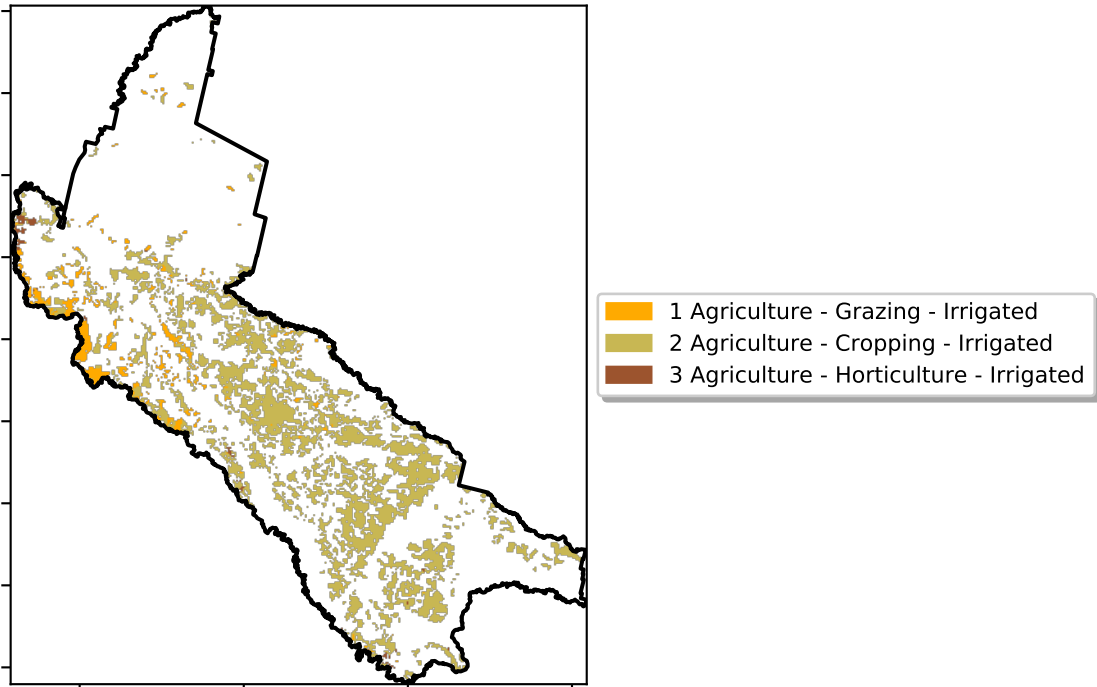 1 Agriculture - Grazing - Irrigated
2 Agriculture - Cropping - Irrigated
3 Agriculture - Horticulture - Irrigated